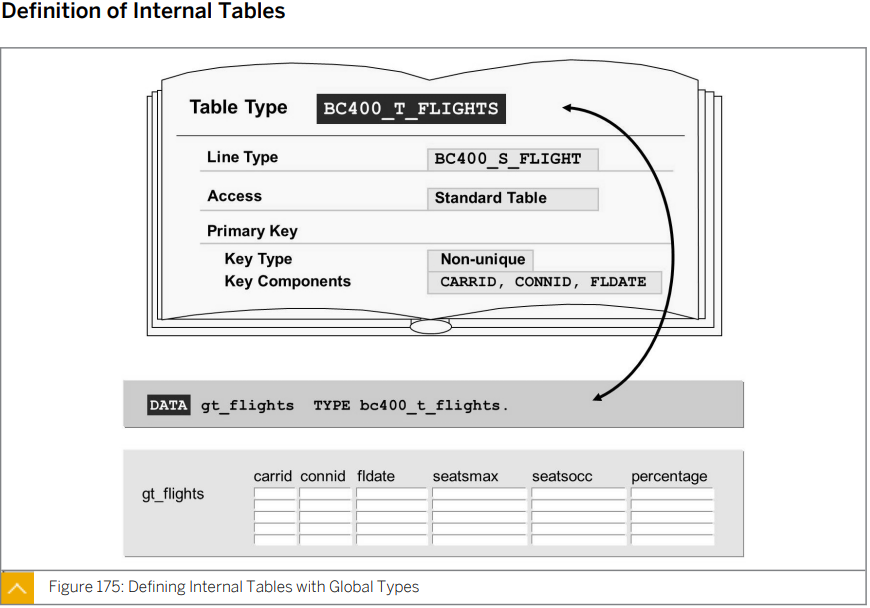 Definition of Internal Tables
Table Type BC400_T_FLIGHTS
Line Type BC400_S_FLIGHT
Access Standard Table
Primary Key
Key Type Non-unique
Key Components CARRID, CONNID, FLDATE
DATA gt_flights TYPE bc400_t_flights.
carrid connid fldate seatsmax seatsocc percentage
gt_flights
Figure 175: Defining Internal Tables with Global Types